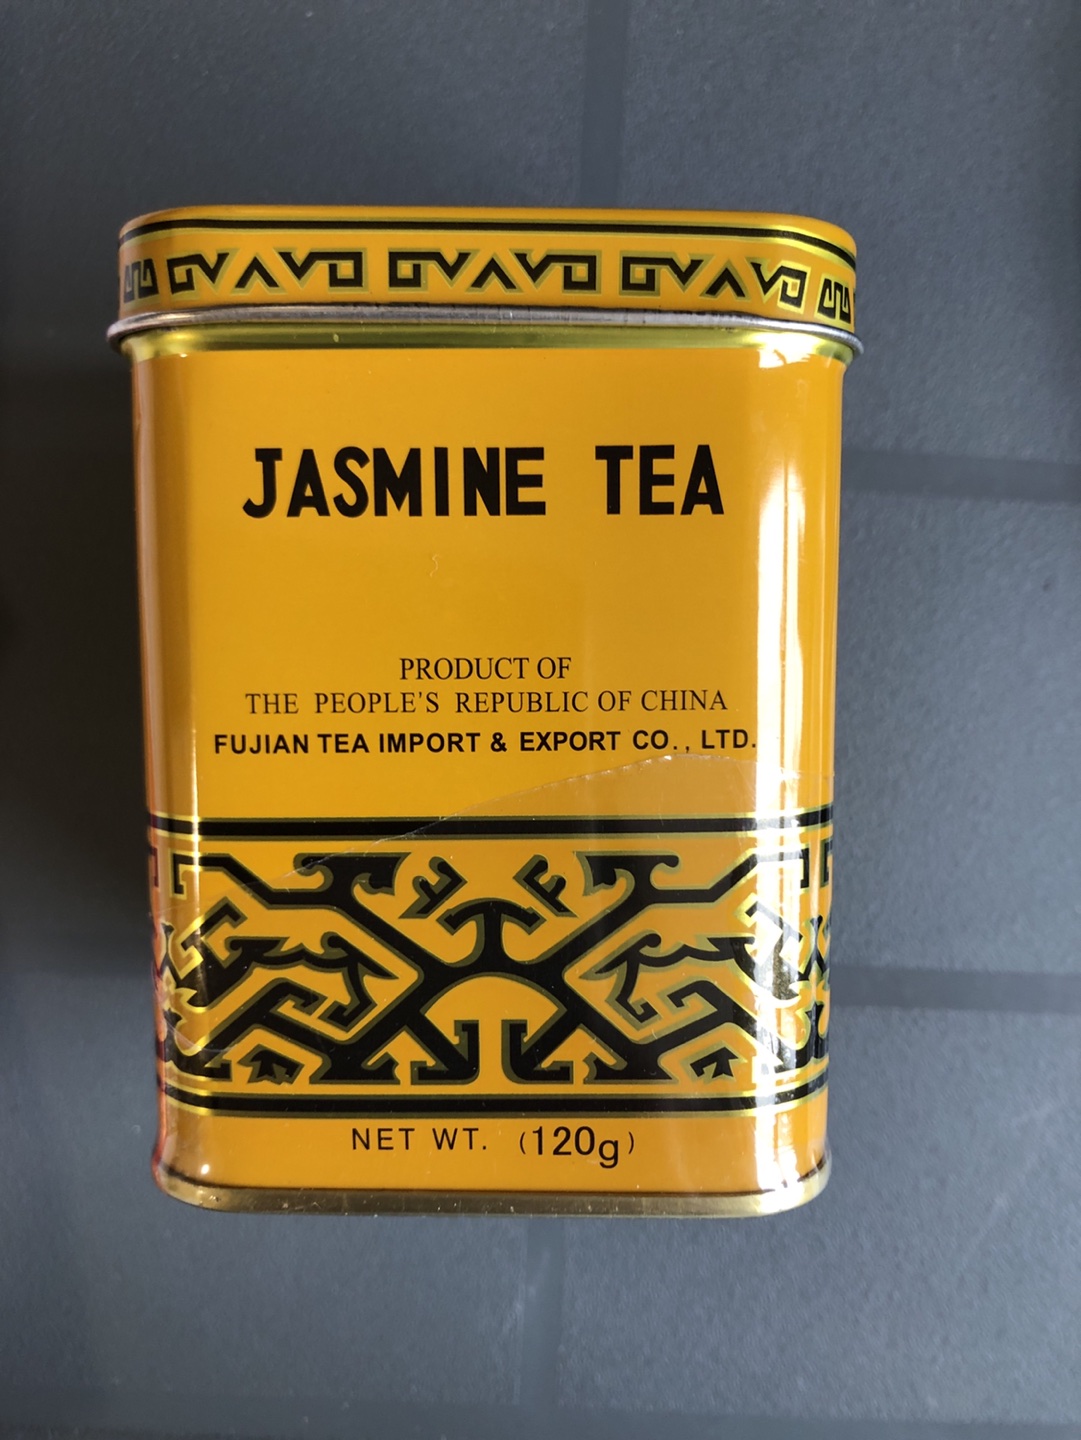 JASMINE TEA
PRODUCT OF
THE PEOPLE'S REPUBLIC OF CHINA
FUJIAN TEA IMPORT & EXPORT CO., LTD.
NET WT. (120g)